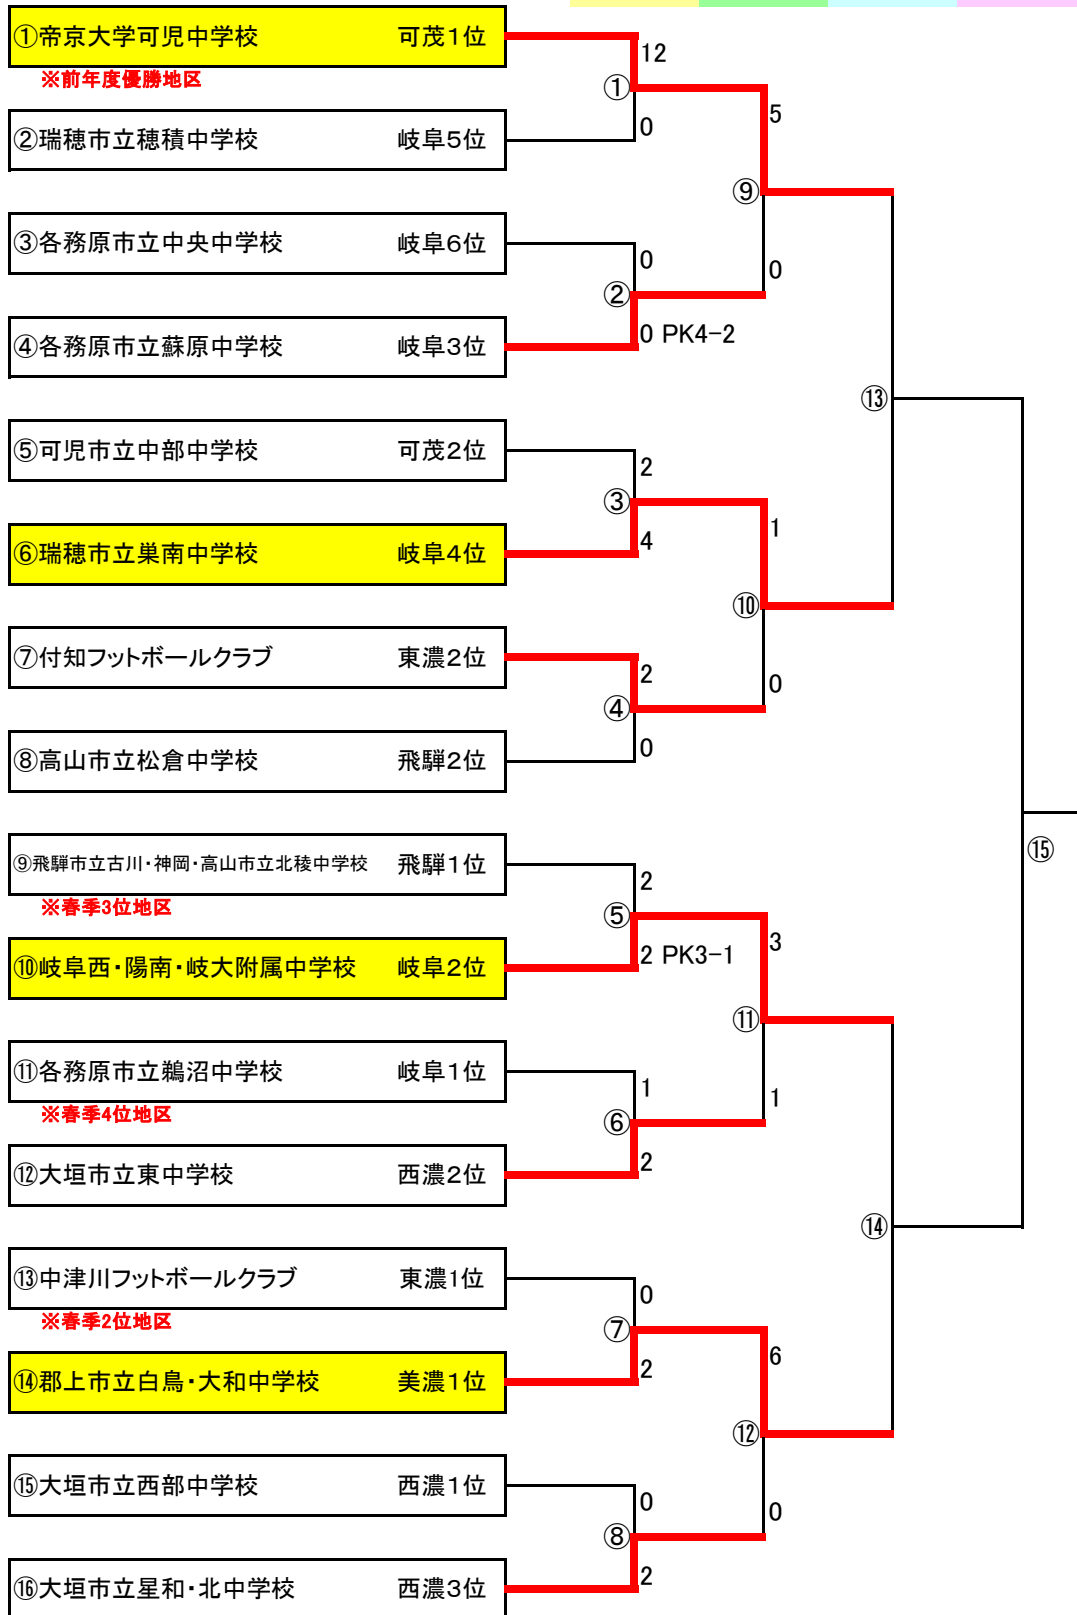 ①帝京大学可児中学校 可茂1位
12
※前年度優勝地区
①
5
②瑞穂市立穂積中学校 岐阜5位
0
⑨
③各務原市立中央中学校 岐阜6位
0
0
②
④各務原市立蘇原中学校 岐阜3位
0 PK4-2
⑬
⑤可児市立中部中学校 可茂2位
2
③
1
⑥瑞穂市立巣南中学校 岐阜4位
4
⑩
⑦付知フットボールクラブ 東濃2位
2
0
④
⑧高山市立松倉中学校 飛騨2位
0
⑮
⑨飛騨市立古川・神岡・高山市立北稜中学校 飛騨1位
2
※春季3位地区
⑤
3
⑩岐阜西・陽南・岐大附属中学校 岐阜2位
2 PK3-1
⑪
⑪各務原市立鵜沼中学校 岐阜1位
1
1
※春季4位地区
⑥
⑫大垣市立東中学校 西濃2位
2
⑭
⑬中津川フットボールクラブ 東濃1位
0
※春季2位地区
⑦
6
⑭郡上市立白鳥・大和中学校 美濃1位
2
⑫
⑮大垣市立西部中学校 西濃1位
0
0
⑧
⑯大垣市立星和・北中学校 西濃3位
2